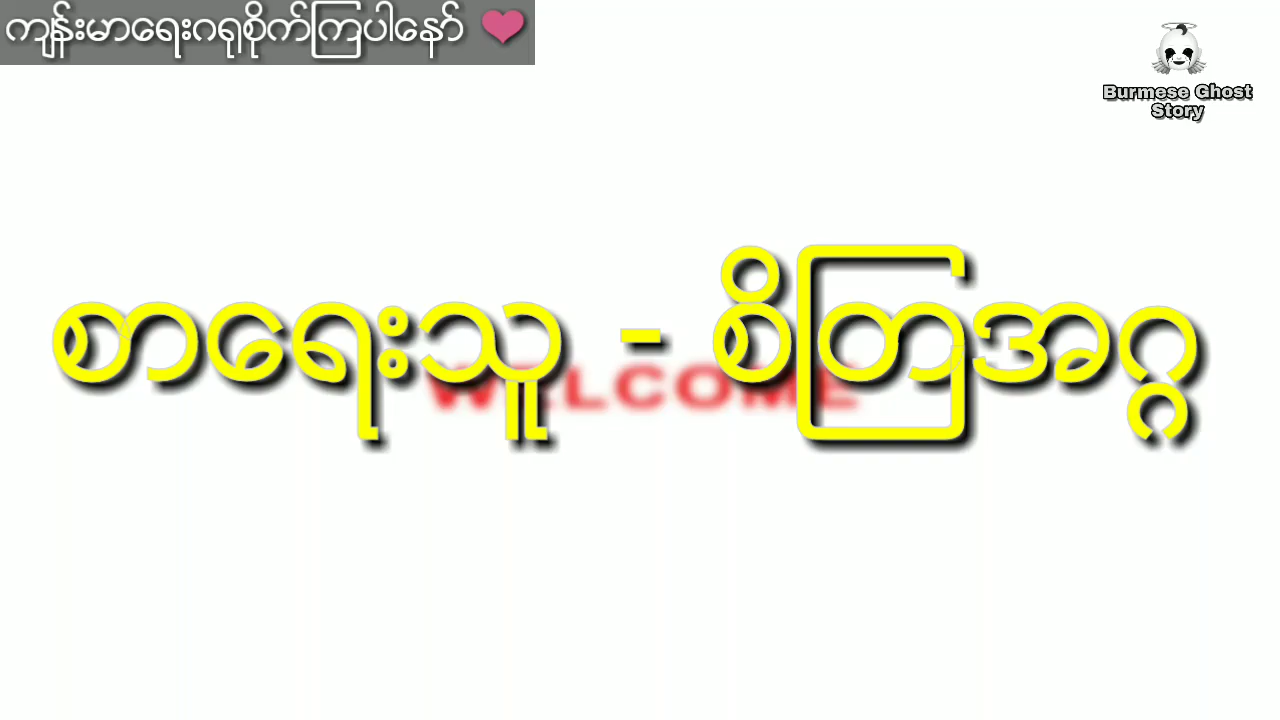 ကျန်းမာရေးဂရုစိုက်ကြပါနော် ❤
Burmese Ghost
Story
စာရေးသူ - စိတြအဂ္ဂ
WELCOME